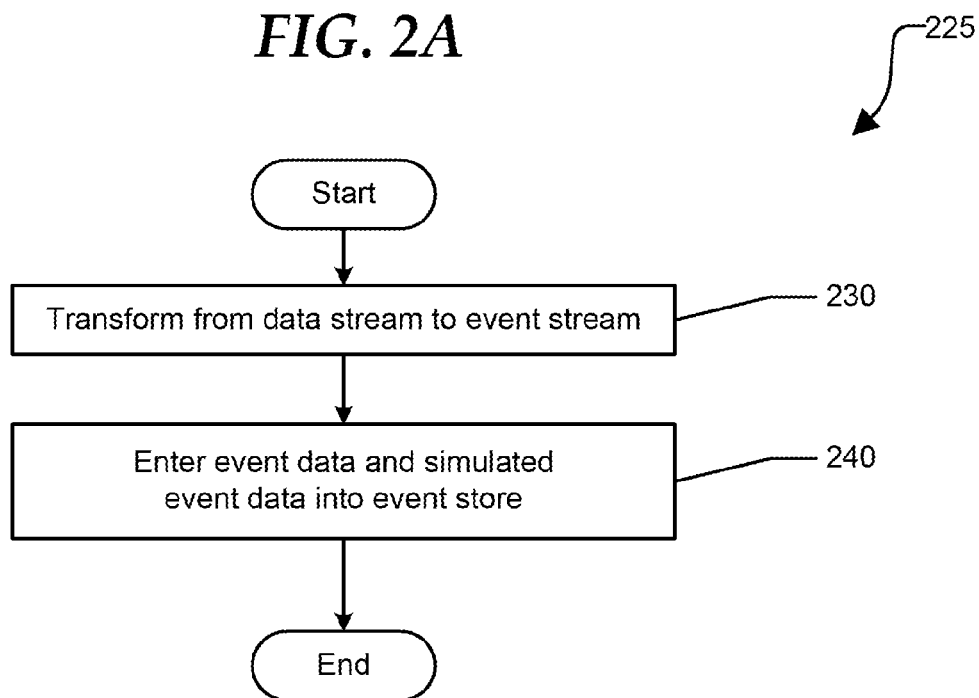 FIG. 2A
225
Start
Transform from data stream to event stream
230
Enter event data and simulated
event data into event store
240
End